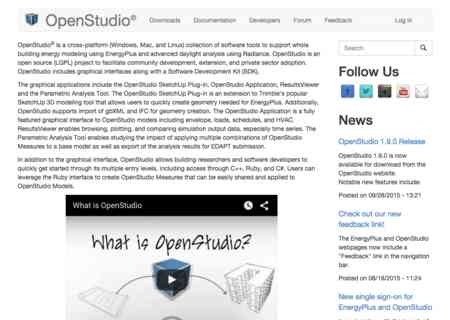 OpenStudio®
Downloads Documentation Developers Forum Feedback Log in
OpenStudio® is a cross-platform (Windows, Mac, and Linux) collection of software tools to support whole
building energy modeling using EnergyPlus and advanced daylight analysis using Radiance. OpenStudio is an
open source (LGPL) project to facilitate community development, extension, and private sector adoption.
OpenStudio includes graphical interfaces along with a Software Development Kit (SDK).
The graphical applications include the OpenStudio SketchUp Plug-in, OpenStudio Application, ResultsViewer
and the Parametric Analysis Tool. The OpenStudio SketchUp Plug-in is an extension to Trimble's popular
SketchUp 3D modeling tool that allows users to quickly create geometry needed for EnergyPlus. Additionally,
OpenStudio supports import of gbXML and IFC for geometry creation. The OpenStudio Application is a fully
featured graphical interface to OpenStudio models including envelope, loads, schedules, and HVAC.
ResultsViewer enables browsing, plotting, and comparing simulation output data, especially time series. The
Parametric Analysis Tool enables studying the impact of applying multiple combinations of OpenStudio
Measures to a base model as well as export of the analysis results for EDAPT submission.
In addition to the graphical interface, OpenStudio allows building researchers and software developers to
quickly get started through its multiple entry levels, including access through C++, Ruby, and C#. Users can
leverage the Ruby interface to create OpenStudio Measures that can be easily shared and applied to
OpenStudio Models.
What is OpenStudio
What is OpenStudio?
Search
Follow Us
News
OpenStudio 1.9.0 Release
OpenStudio 1.9.0 is now
available for download from the
OpenStudio website.
Notable new features include:
Posted on 09/28/2015 - 13:21
Check out our new
feedback link!
The EnergyPlus and OpenStudio
webpages now include a
"Feedback" link in the navigation
bar.
Posted on 08/18/2015 - 11:24
New single sign-on for
EnergyPlus and OpenStudio